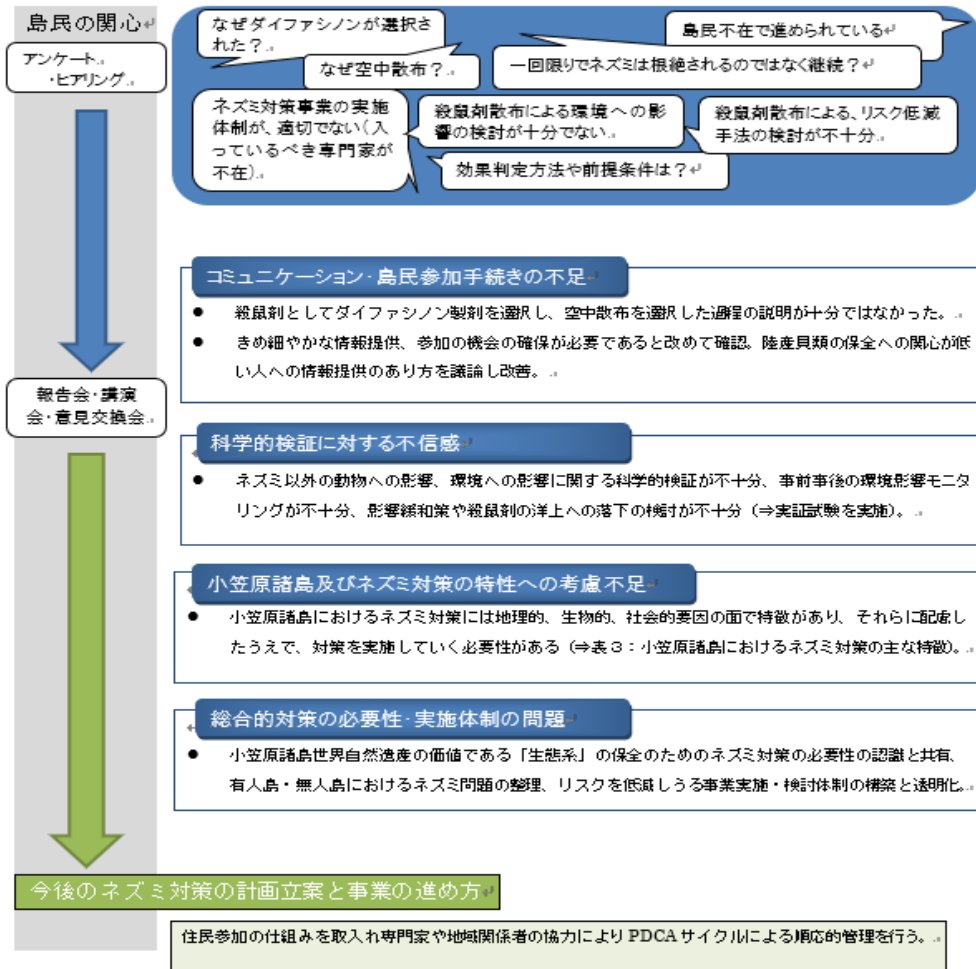 島民の関心
アンケート
・ヒアリング
なぜダイファシノンが選択さ
れた?
なぜ空中散布?
島民不在で進められている
一回限りでネズミは根絶されるのではなく継続?
ネズミ対策事業の実施
体制が、適切でない(入
っているべき専門家が
不在)
殺鼠剤散布による環境への影
響の検討が十分でない
殺鼠剤散布による、リスク低減
手法の検討が不十分
効果判定方法や前提条件は?
コミュニケーション・島民参加手続きの不足
● 殺鼠剤としてダイファシノン製剤を選択し、空中散布を選択した過程の説明が十分ではなかった。
● きめ細やかな情報提供、参加の機会の確保が必要であると改めて確認。陸産貝類の保全への関心が低
い人への情報提供のあり方を議論し改善。
報告会・講演
会・意見交換会
科学的検証に対する不信感
● ネズミ以外の動物への影響、環境への影響に関する科学的検証が不十分、事前事後の環境影響モニタ
リングが不十分、影響緩和策や殺鼠剤の洋上への落下の検討が不十分(⇒実証試験を実施)。
小笠原諸島及びネズミ対策の特性への考慮不足
● 小笠原諸島におけるネズミ対策には地理的、生物的、社会的要因の面で特徴があり、それらに配慮し
たうえで、対策を実施していく必要性がある(⇒表3:小笠原諸島におけるネズミ対策の主な特徴)。
総合的対策の必要性・実施体制の問題
● 小笠原諸島世界自然遺産の価値である「生態系」の保全のためのネズミ対策の必要性の認識と共有、
有人島・無人島におけるネズミ問題の整理、リスクを低減しうる事業実施・検討体制の構築と透明化。
今後のネズミ対策の計画立案と事業の進め方
住民参加の仕組みを取入れ専門家や地域関係者の協力によりPDCAサイクルによる順応的管理を行う。